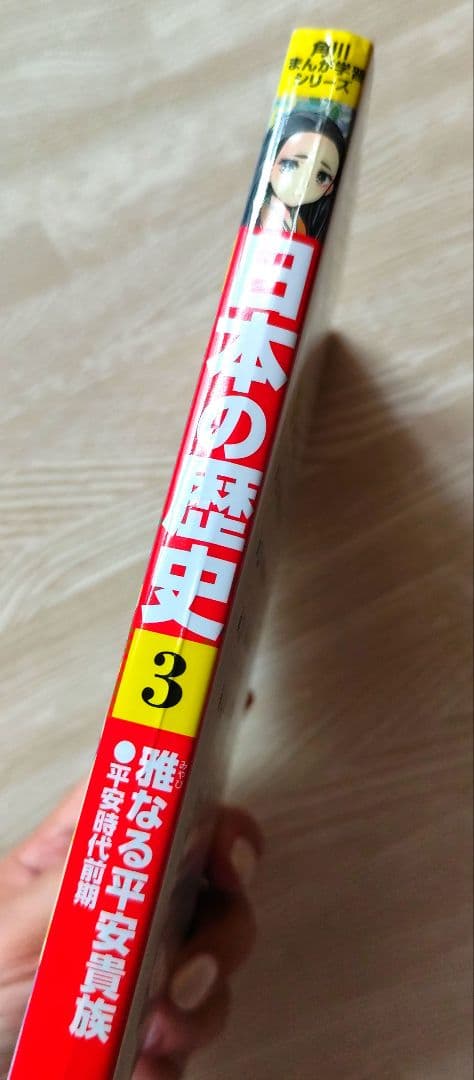 角川
まんが学習
シリーズ
日本の歴史
3
雅なる平安貴族
みやび
●平安時代前期